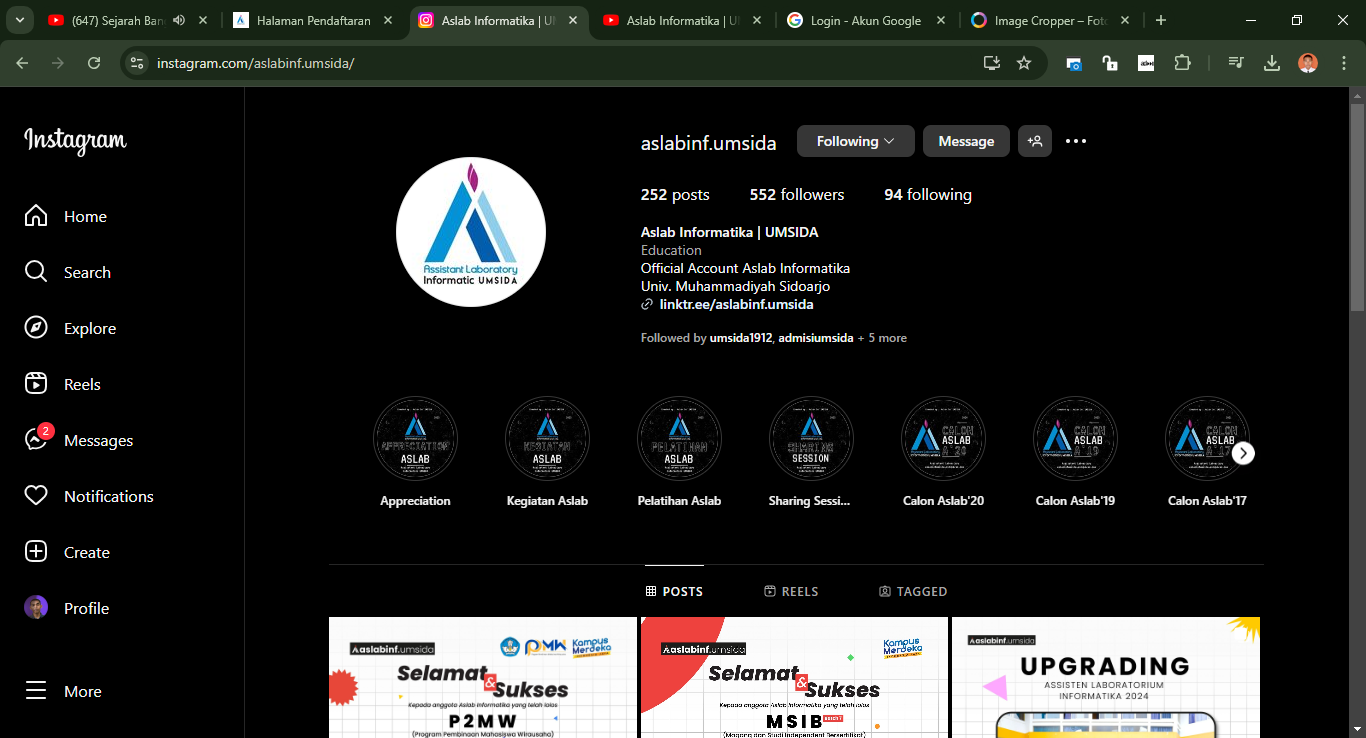 (647) Sejarah Ban
Halaman Pendaftaran
Aslab Informatika | U
Aslab Informatika | U
Login - Akun Google
Image Cropper – Fot
instagram.com/aslabinf.umsida/
Instagram
Home
Search
Explore
Reels
2
Messages
Notifications
Create
Profile
More
Assistant Laboratory
Informatic UMSIDA
aslabinf.umsida
Following
Message
252 posts 552 followers 94 following
Aslab Informatika | UMSIDA
Education
Official Account Aslab Informatika
Univ. Muhammadiyah Sidoarjo
linktr.ee/aslabinf.umsida
Followed by umsida1912, admisiumsida + 5 more
APPRECIATION
ASLAB
KEGIATAN
ASLAB
PELATIHAN
ASLAB
SHARING
SESSION
CALON
ASLAB
A'20
CALON
ASLAB
A'19
CALON
ASLAB
A'17
Appreciation
Kegiatan Aslab
Pelatihan Aslab
Sharing Sessi...
Calon Aslab'20
Calon Aslab'19
Calon Aslab'17
POSTS
REELS
TAGGED
aslabinf.umsida
PMW
Kampus
Merdeka
Selamat
&
Sukses
Kepada anggota Aslab Informatika yang telah lolos
P2MW
(Program Pembinaan Mahasiswa Wirausaha)
aslabinf.umsida
Kampus
Merdeka
Selamat
&
Sukses
Kepada anggota Aslab Informatika yang telah lolos
MSIB
(Magang dan Studi Independent Bersertifikat)
aslabinf.umsida
UPGRADING
ASSISTEN LABORATORIUM
INFORMATIKA 2024